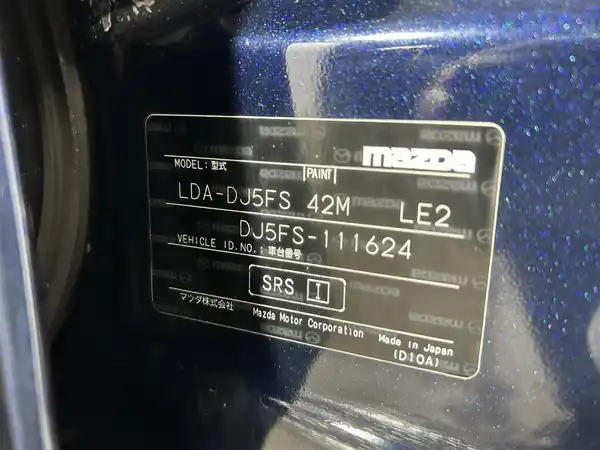 mazda
MODEL:型式 PAINT
LDA-DJ5FS 42M LE2
DJ5FS-111624
VEHICLE ID.NO.:車台番号
SRS I
マツダ株式会社 Mazda Motor Corporation Made in Japan
(D10A)